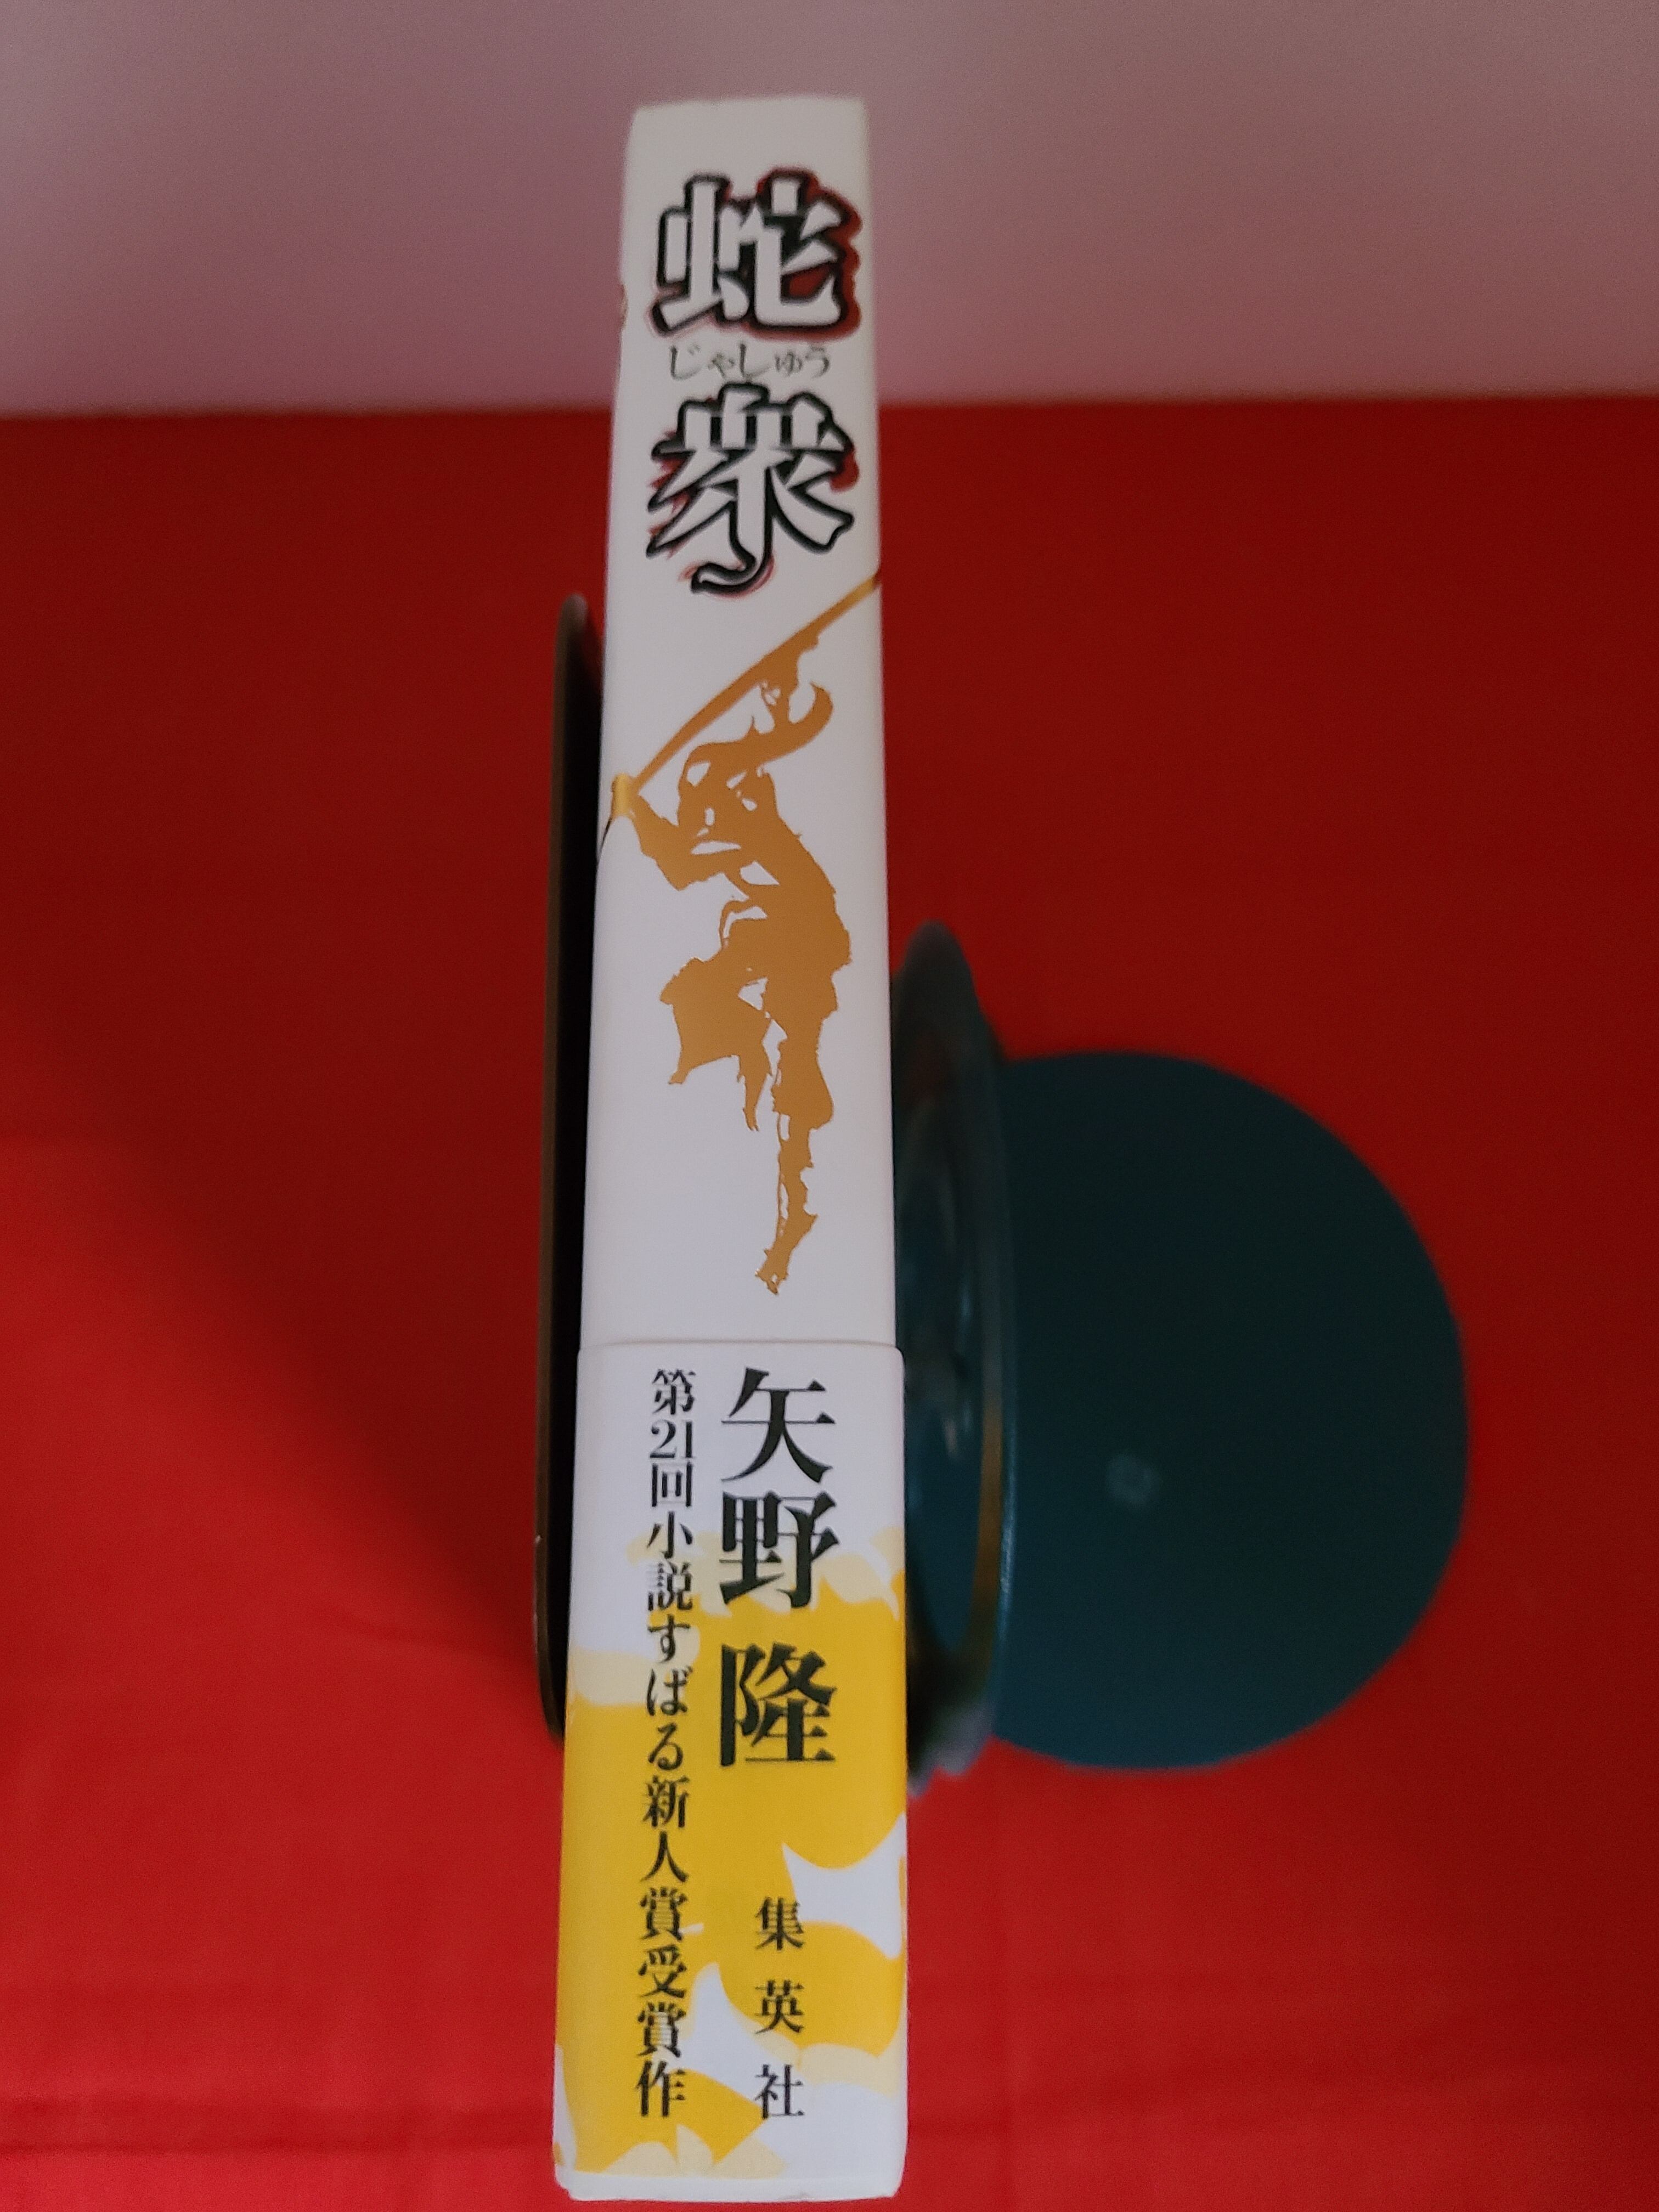 蛇衆
じゃしゅう
矢野 隆
第21回小説すばる新人賞受賞作
集英社